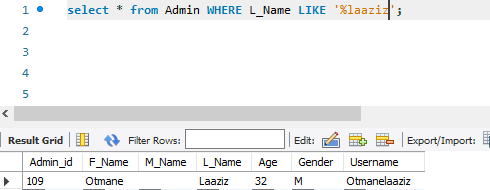 1 select * from Admin WHERE L_Name LIKE '%laaziz';
2
3
4
5
Result Grid Filter Rows: Edit: Export/Import:
Admin_id F_Name M_Name L_Name Age Gender Username
109 Otmane Laaziz 32 M Otmanelaaziz